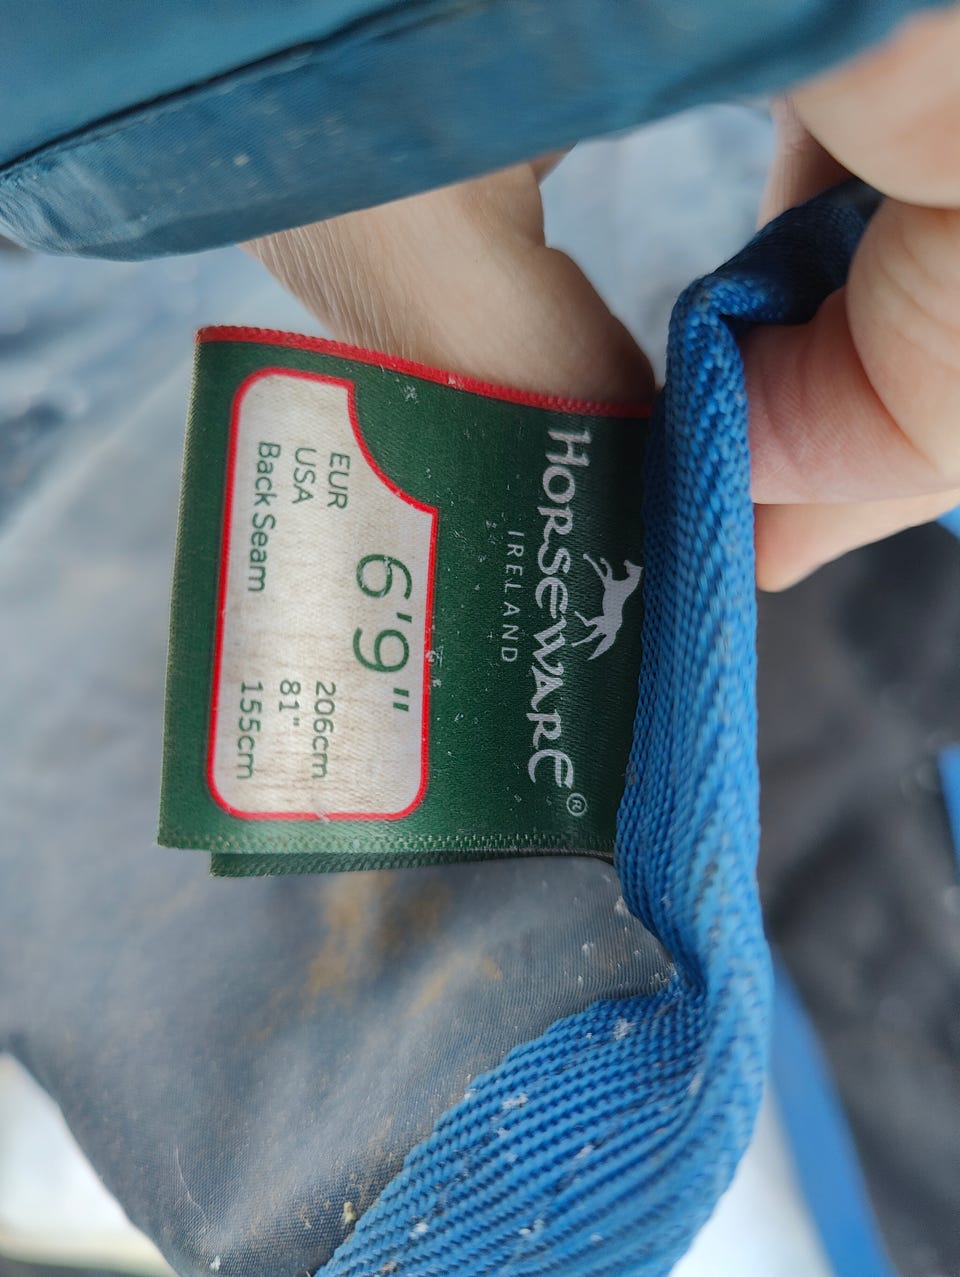 HORSEWARE®
IRELAND
6'9"
EUR 206cm
USA 81"
Back Seam 155cm